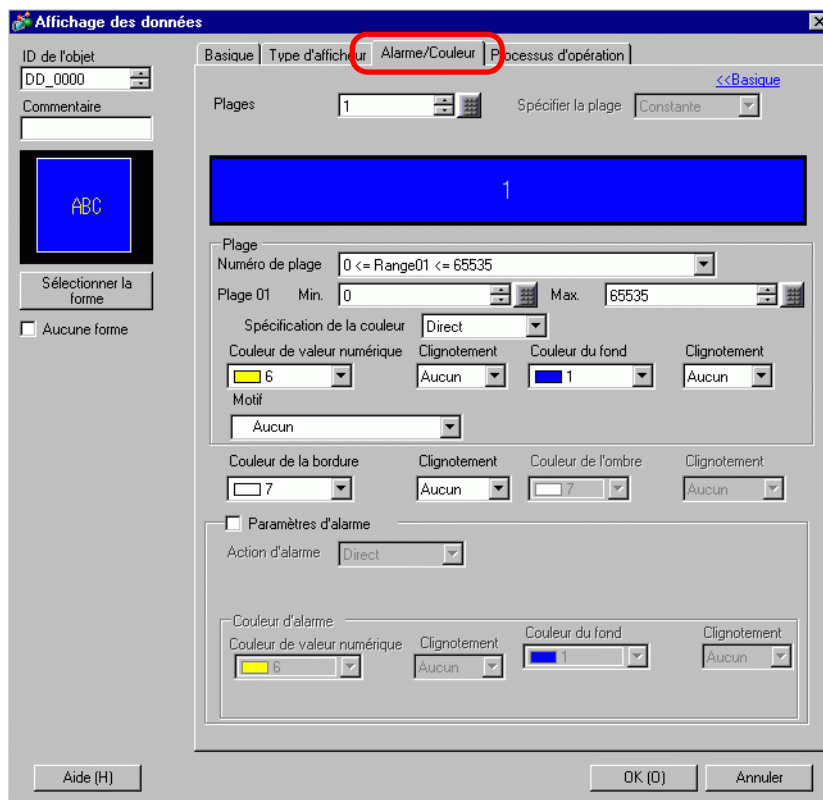 Affichage des données
ID de l'objet
DD_0000
Commentaire
ABC
Sélectionner la
forme
Aucune forme
Basique Type d'afficheur Alarme/Couleur Processus d'opération
<<Basique
Plages 1 Spécifier la plage Constante
1
Plage
Numéro de plage 0 <= Range01 <= 65535
Plage 01 Min. 0 Max. 65535
Spécification de la couleur Direct
Couleur de valeur numérique Clignotement Couleur du fond Clignotement
6 Aucun 1 Aucun
Motif
Aucun
Couleur de la bordure Clignotement Couleur de l'ombre Clignotement
7 Aucun 7 Aucun
Paramètres d'alarme
Action d'alarme Direct
Couleur d'alarme
Couleur de valeur numérique Clignotement Couleur du fond Clignotement
6 Aucun 1 Aucun
Aide (H) OK (O) Annuler